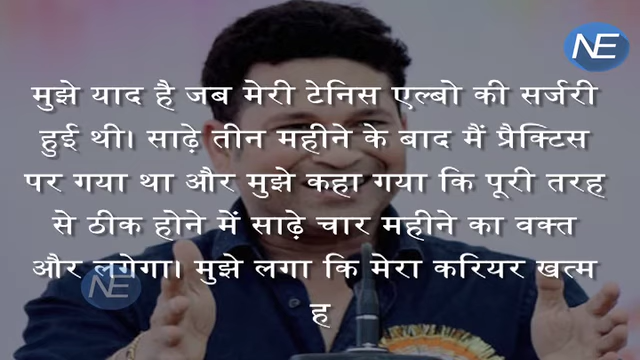 NE
मुझे याद है जब मेरी टेनिस एल्बो की सर्जरी
हुई थी। साढ़े तीन महीने के बाद मैं प्रैक्टिस
पर गया था और मुझे कहा गया कि पूरी तरह
से ठीक होने में साढ़े चार महीने का वक्त
और लगेगा। मुझे लगा कि मेरा करियर खत्म
ह
NE